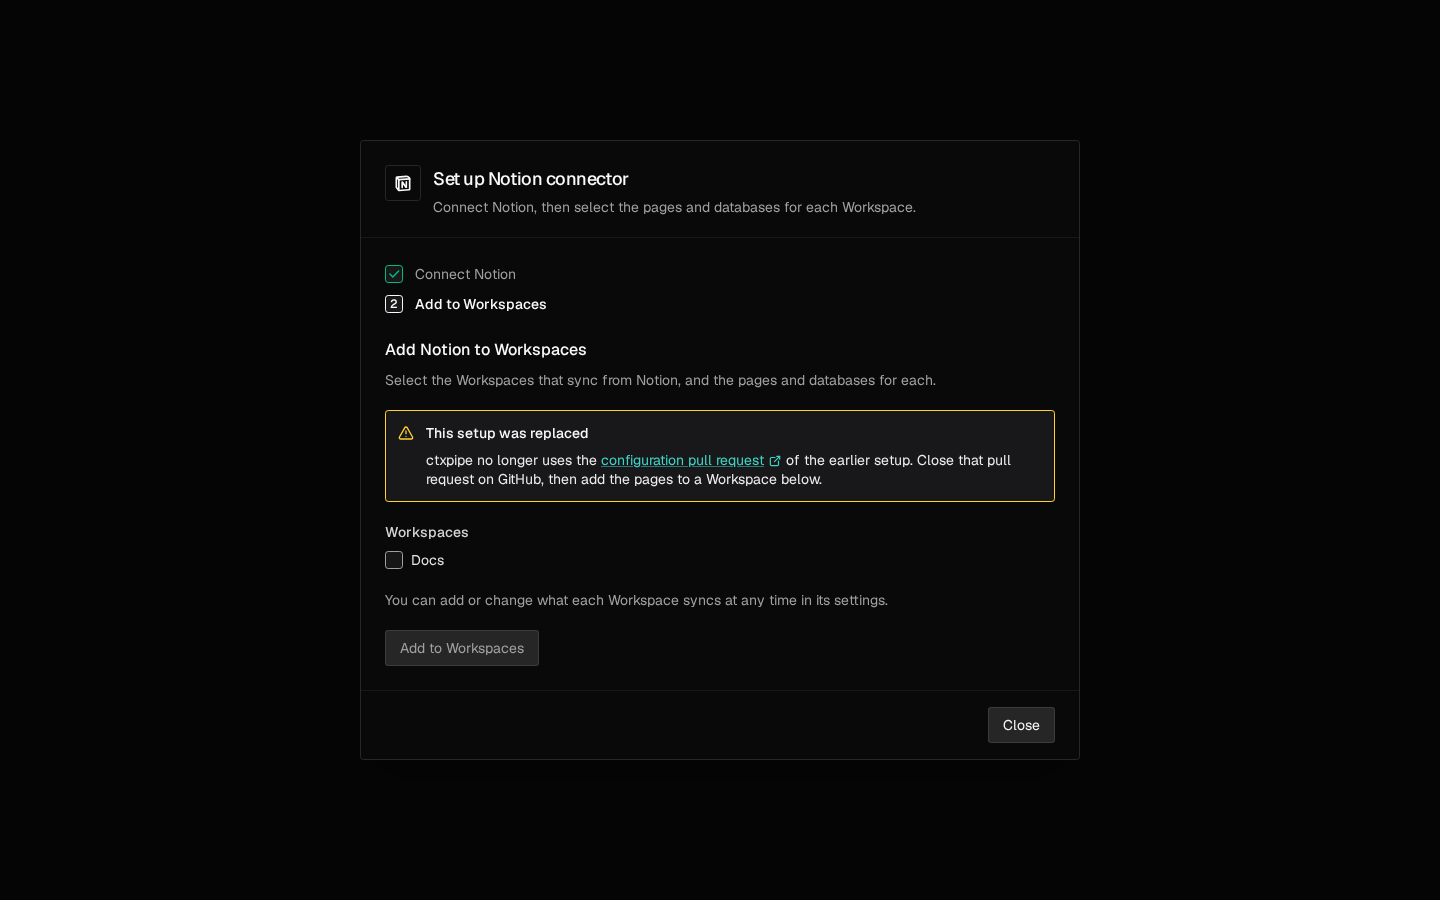 Set up Notion connector
Connect Notion, then select the pages and databases for each Workspace.
Connect Notion
2 Add to Workspaces
Add Notion to Workspaces
Select the Workspaces that sync from Notion, and the pages and databases for each.
This setup was replaced
ctxpipe no longer uses the configuration pull request of the earlier setup. Close that pull
request on GitHub, then add the pages to a Workspace below.
Workspaces
Docs
You can add or change what each Workspace syncs at any time in its settings.
Add to Workspaces
Close